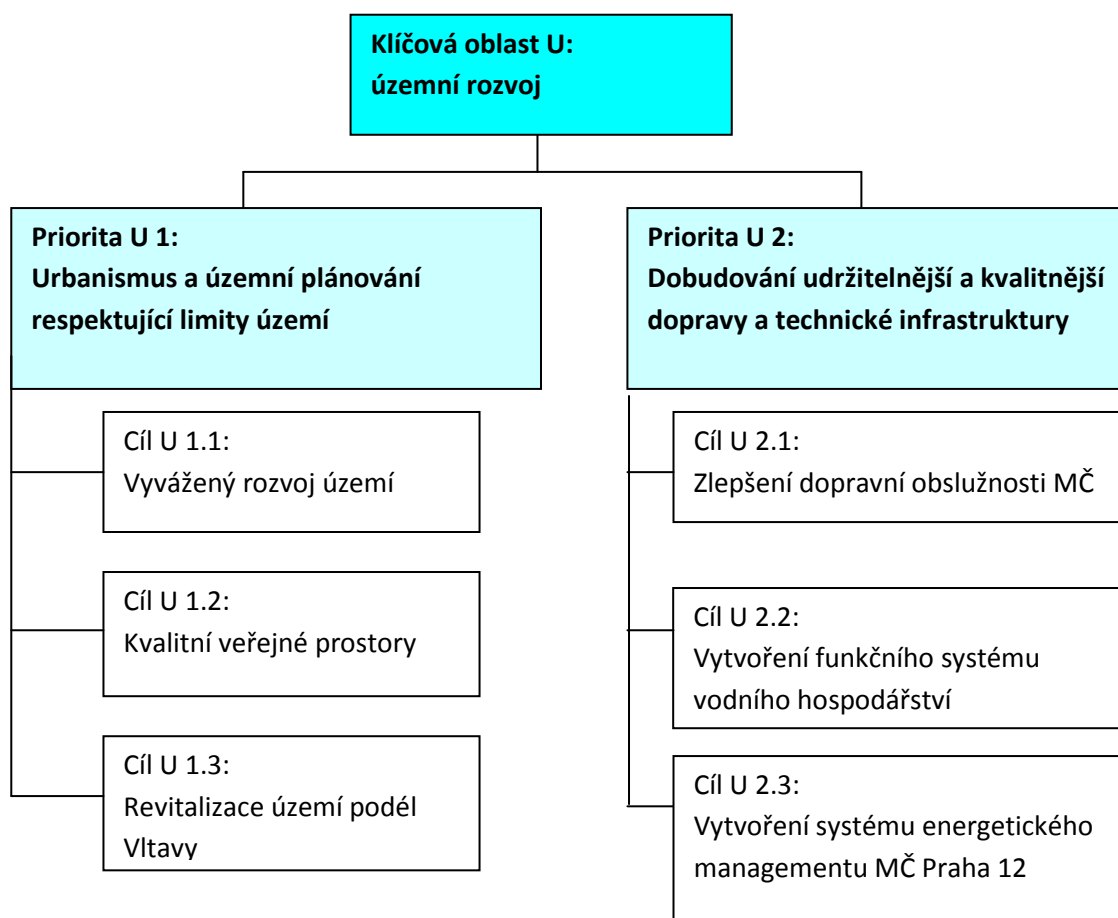 Klíčová oblast U:
územní rozvoj
Priorita U 1:
Urbanismus a územní plánování
respektující limity území
Cíl U 1.1:
Vyvážený rozvoj území
Cíl U 1.2:
Kvalitní veřejné prostory
Cíl U 1.3:
Revitalizace území podél
Vltavy
Priorita U 2:
Dobudování udržitelnější a kvalitnější
dopravy a technické infrastruktury
Cíl U 2.1:
Zlepšení dopravní obslužnosti MČ
Cíl U 2.2:
Vytvoření funkčního systému
vodního hospodářství
Cíl U 2.3:
Vytvoření systému energetického
managementu MČ Praha 12